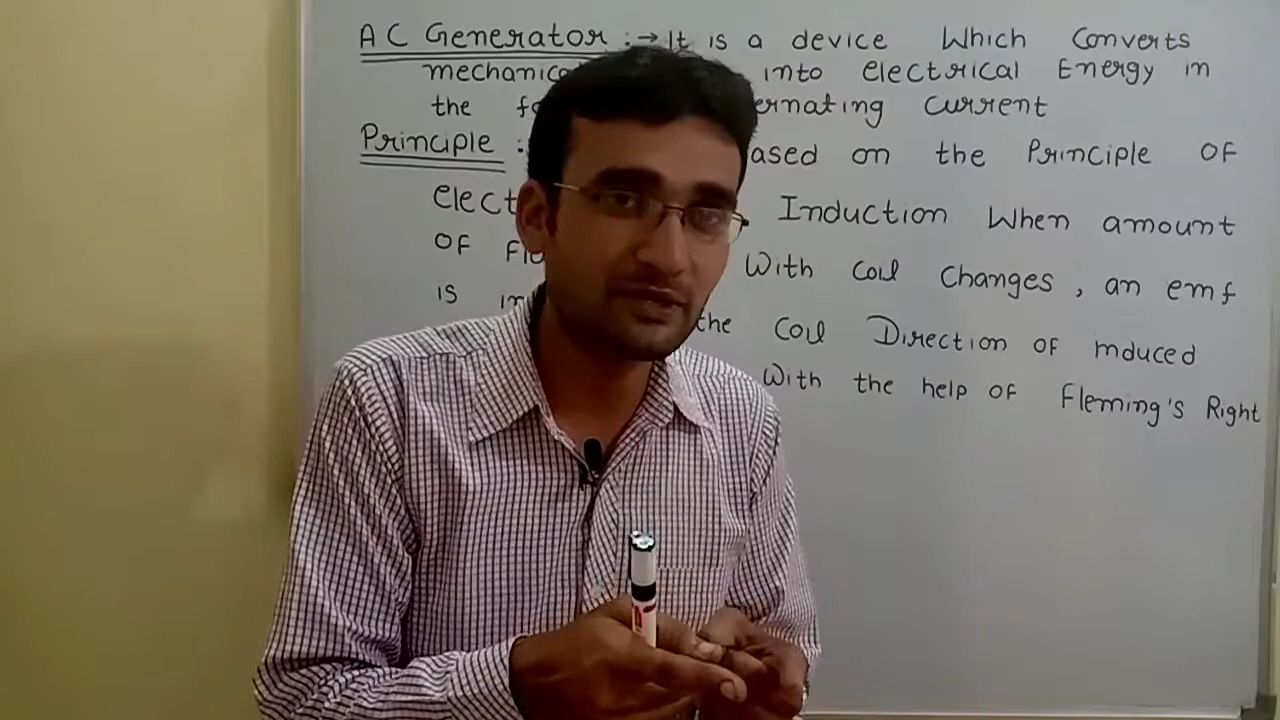 AC Generator :→ It is a device Which Converts
mechanical into electrical Energy in
the ernating current
Principle : ased on the Principle OF
elect Induction When amount
OF With Coil Changes, an emf
is the Coil Direction OF induced
With the help OF Fleming's Right